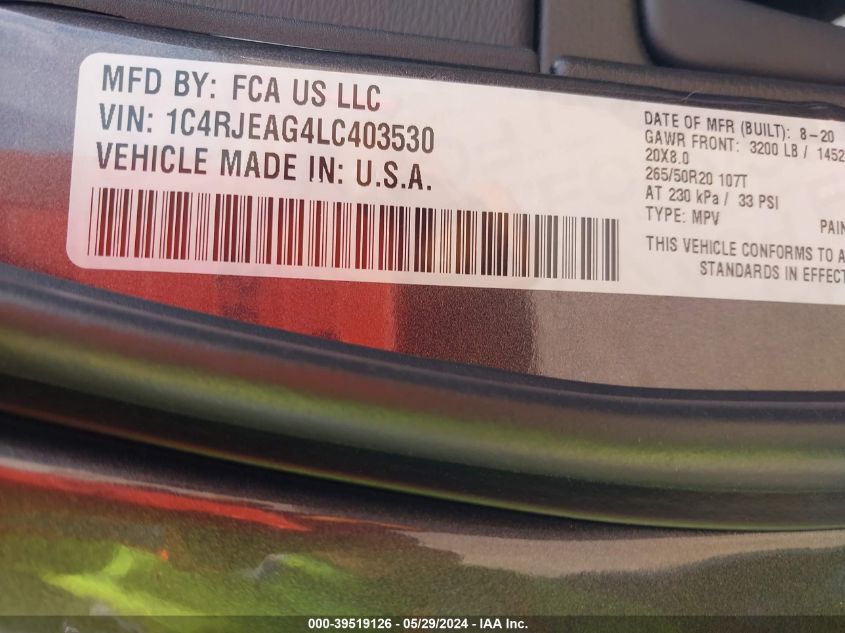 MFD BY: FCA US LLC
VIN: 1C4RJEAG4LC403530
VEHICLE MADE IN: U.S.A.
DATE OF MFR (BUILT): 8-20
GAWR FRONT: 3200 LB / 1452
20X8.0
265/50R20 107T
AT 230 kPa / 33 PSI
TYPE: MPV
PAIN
THIS VEHICLE CONFORMS TO A
STANDARDS IN EFFECT
000-39519126 - 05/29/2024 - IAA Inc.